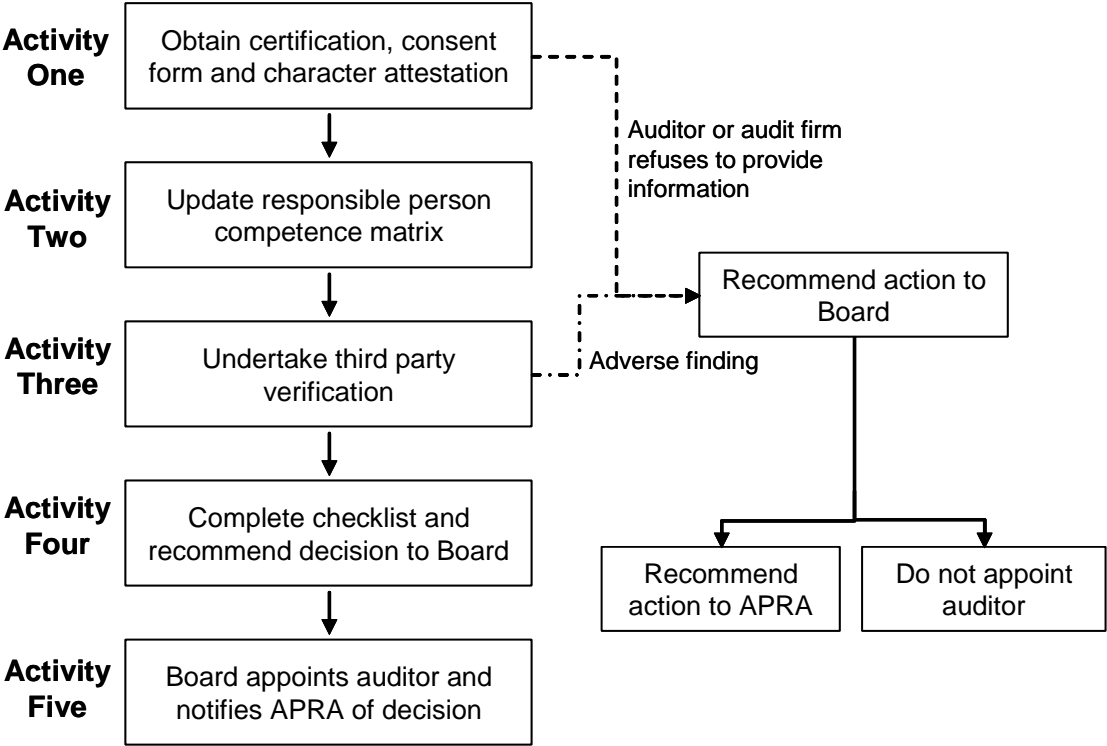 Activity
One
Obtain certification, consent
form and character attestation
Auditor or audit firm
refuses to provide
information
Activity
Two
Update responsible person
competence matrix
Recommend action to
Board
Activity
Three
Undertake third party
verification
Adverse finding
Activity
Four
Complete checklist and
recommend decision to Board
Recommend
action to APRA
Do not appoint
auditor
Activity
Five
Board appoints auditor and
notifies APRA of decision